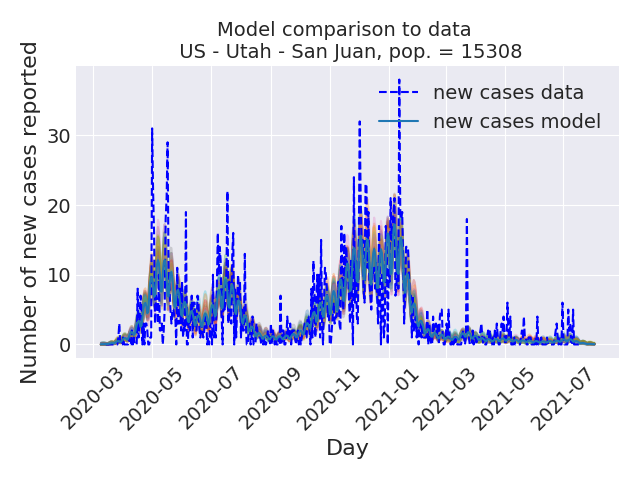 Model comparison to data
US - Utah - San Juan, pop. = 15308
Number of new cases reported
30
20
10
0
new cases data
new cases model
2020-03
2020-05
2020-07
2020-09
2020-11
2021-01
2021-03
2021-05
2021-07
Day